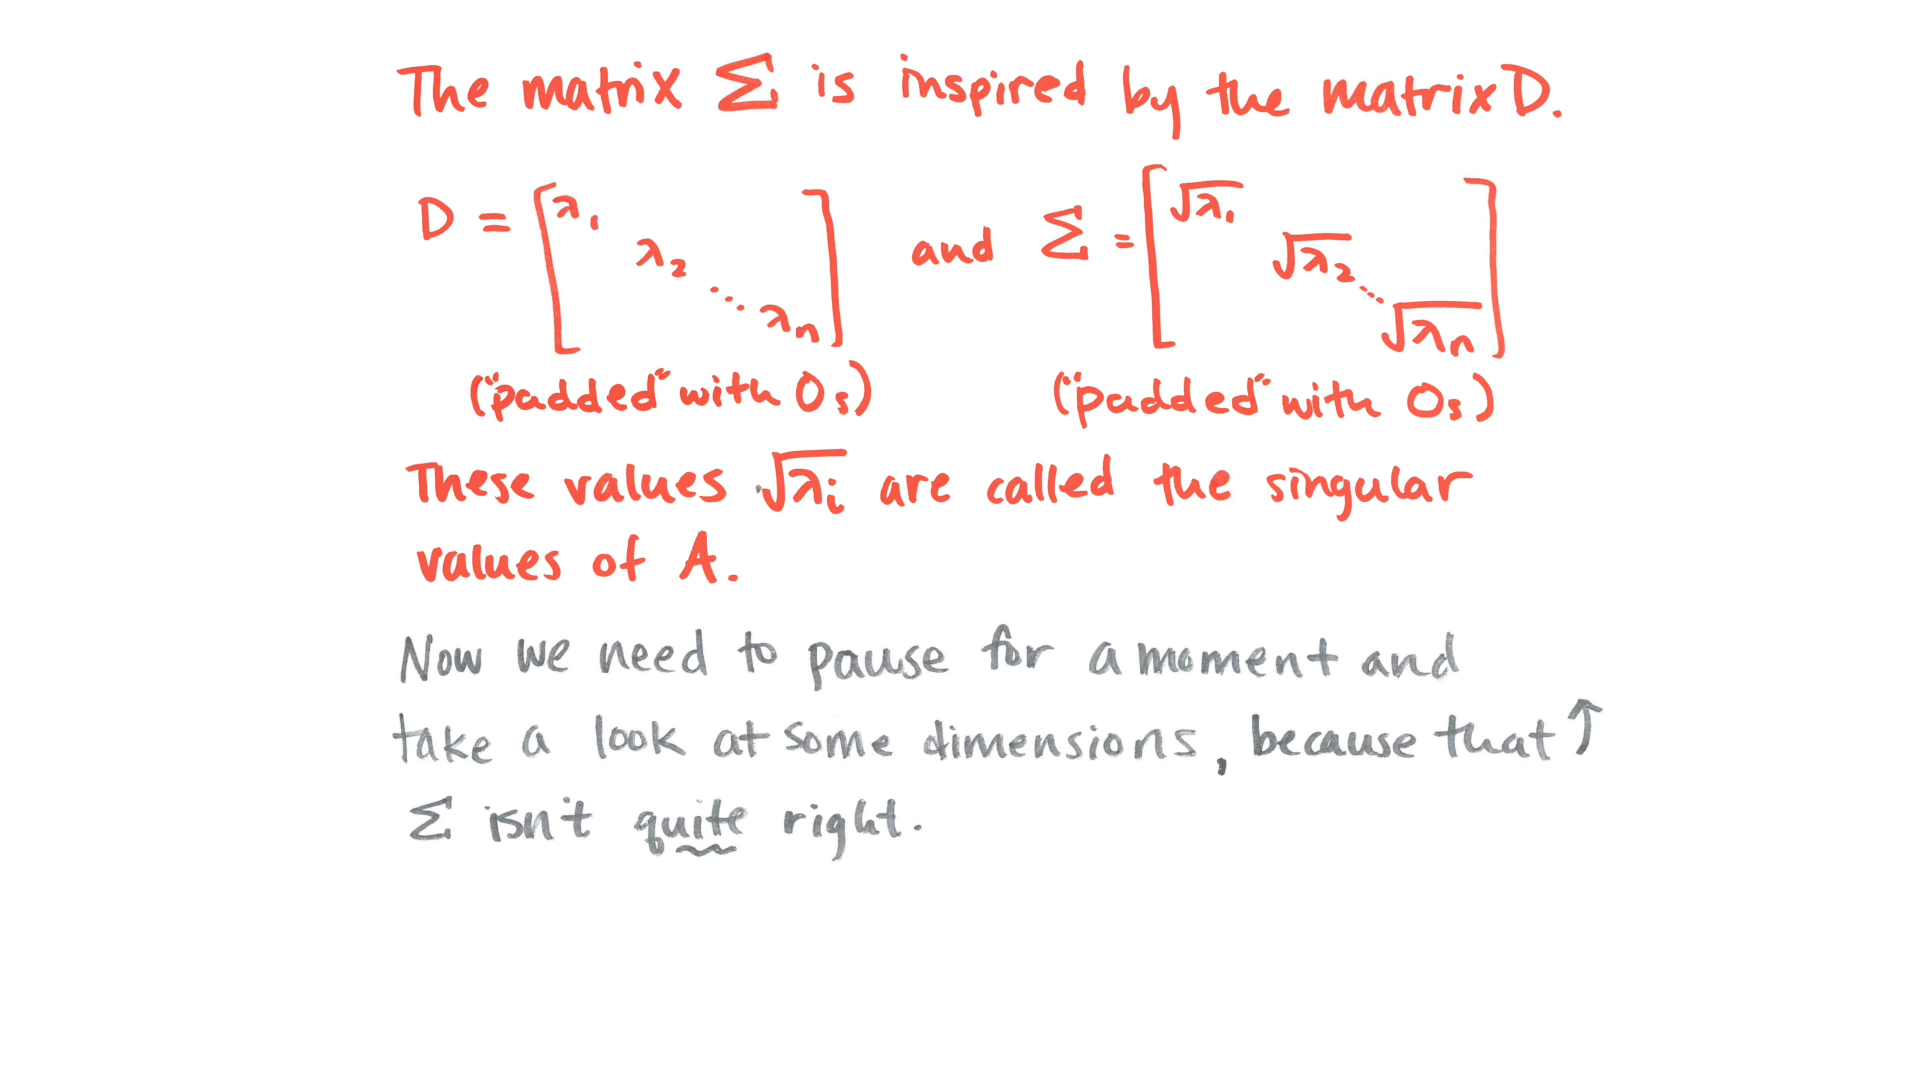 The matrix Σ is inspired by the matrix D.
D = [λ₁ λ₂ ⋱ λₙ] and Σ = [√λ₁ √λ₂ ⋱ √λₙ]
("padded" with 0s) ("padded" with 0s)
These values √λᵢ are called the singular
values of A.
Now we need to pause for a moment and
take a look at some dimensions, because that ↑
Σ isn't quite right.